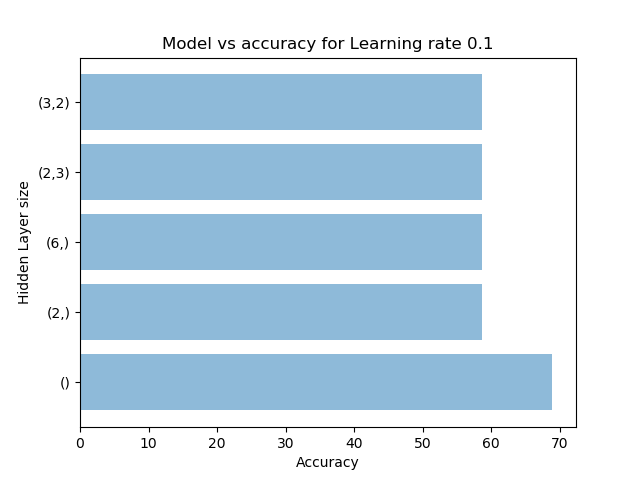 Model vs accuracy for Learning rate 0.1
Hidden Layer size
(3,2)
(2,3)
(6,)
(2,)
()
0 10 20 30 40 50 60 70
Accuracy